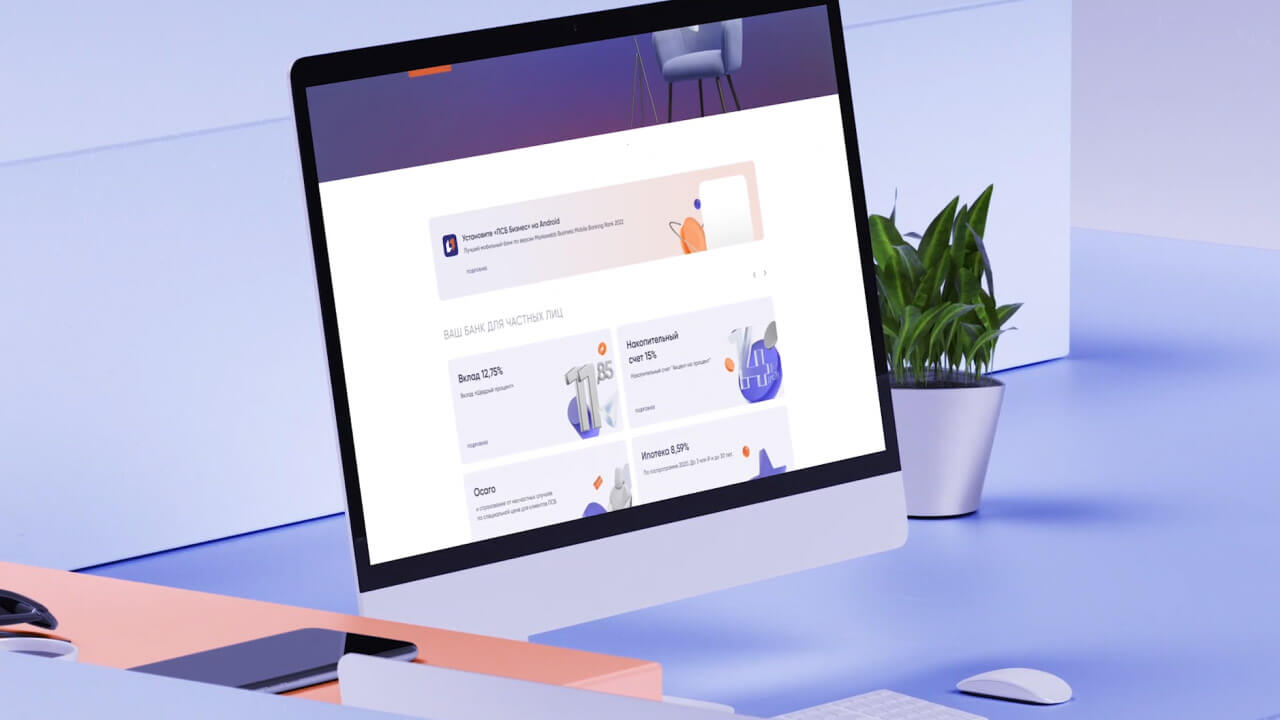 Установите «ПСБ Бизнес» на Android
Лучший мобильный банк по версии Markswebb Business Mobile Banking Rank 2022
ПОДРОБНЕЕ
ВАШ БАНК ДЛЯ ЧАСТНЫХ ЛИЦ
Вклад 12,75%
Вклад «Щедрый процент»
ПОДРОБНЕЕ
11,85
Накопительный
счет 15%
Накопительный счет "Акцент на процент"
ПОДРОБНЕЕ
14
Осаго
и страхование от несчастных случаев
по специальной цене для клиентов ПСБ
Ипотека 8,59%
По госпрограмме 2020. До 3 млн ₽ и до 30 лет.